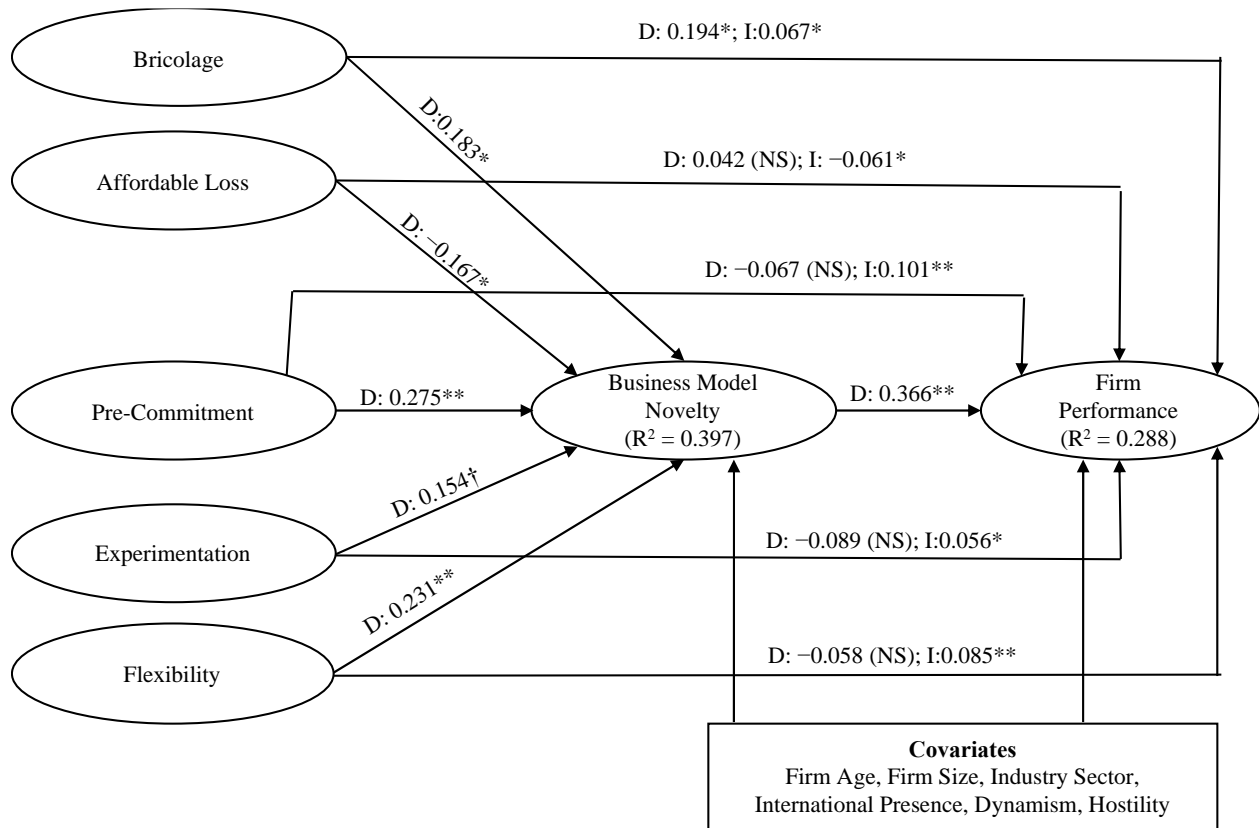 D: 0.194*; I:0.067*
Bricolage
D:0.183*
D: 0.042 (NS); I: −0.061*
Affordable Loss
D: −0.167*
D: −0.067 (NS); I:0.101**
Pre-Commitment
D: 0.275**
Business Model
Novelty
(R² = 0.397)
D: 0.366**
Firm
Performance
(R² = 0.288)
D: 0.154†
Experimentation
D: −0.089 (NS); I:0.056*
D: 0.231**
Flexibility
D: −0.058 (NS); I:0.085**
Covariates
Firm Age, Firm Size, Industry Sector,
International Presence, Dynamism, Hostility